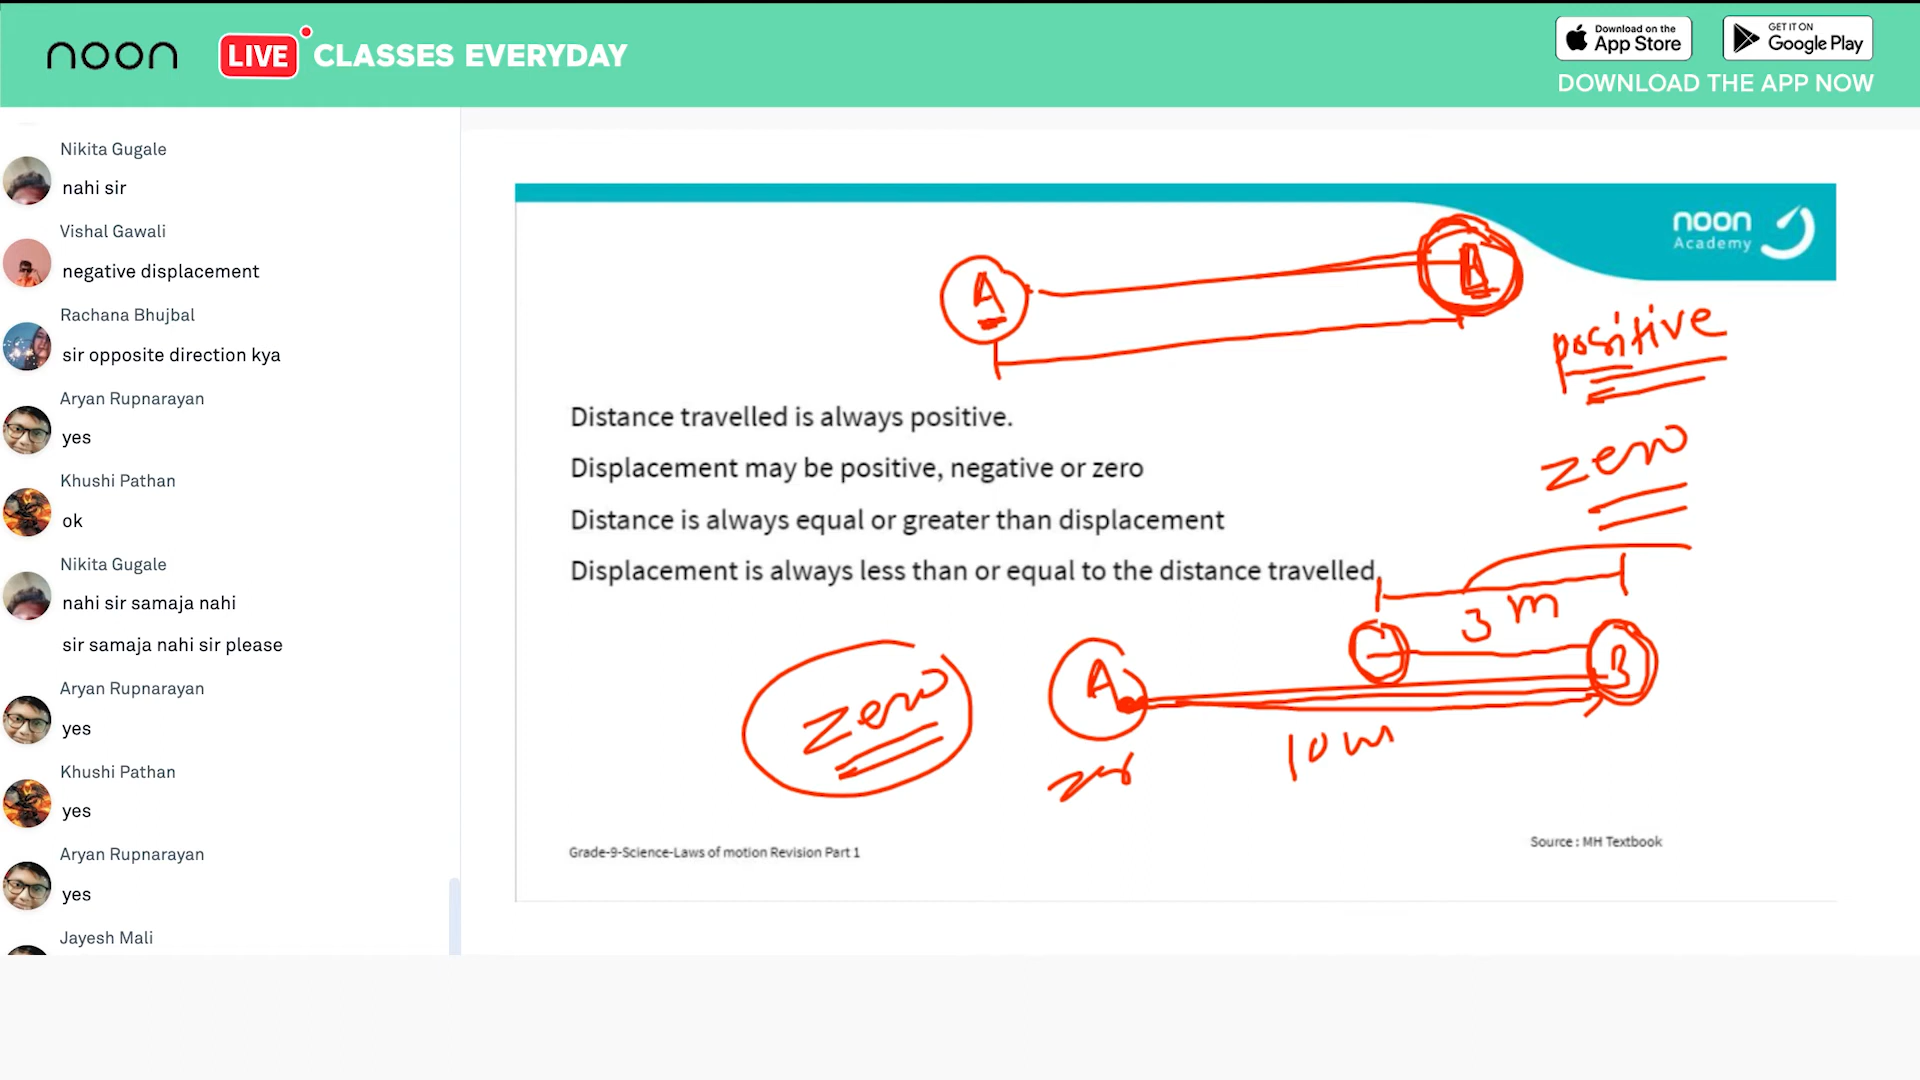 noon LIVE CLASSES EVERYDAY
Download on the App Store
GET IT ON Google Play
DOWNLOAD THE APP NOW
Nikita Gugale
nahi sir
Vishal Gawali
negative displacement
Rachana Bhujbal
sir opposite direction kya
Aryan Rupnarayan
yes
Khushi Pathan
ok
Nikita Gugale
nahi sir samaja nahi
sir samaja nahi sir please
Aryan Rupnarayan
yes
Khushi Pathan
yes
Aryan Rupnarayan
yes
Jayesh Mali
noon
Academy
A
positive
Distance travelled is always positive.
zero
Displacement may be positive, negative or zero
Distance is always equal or greater than displacement
Displacement is always less than or equal to the distance travelled.
3 m
A B
zero
10 m
Grade-9-Science-Laws of motion Revision Part 1
Source : MH Textbook